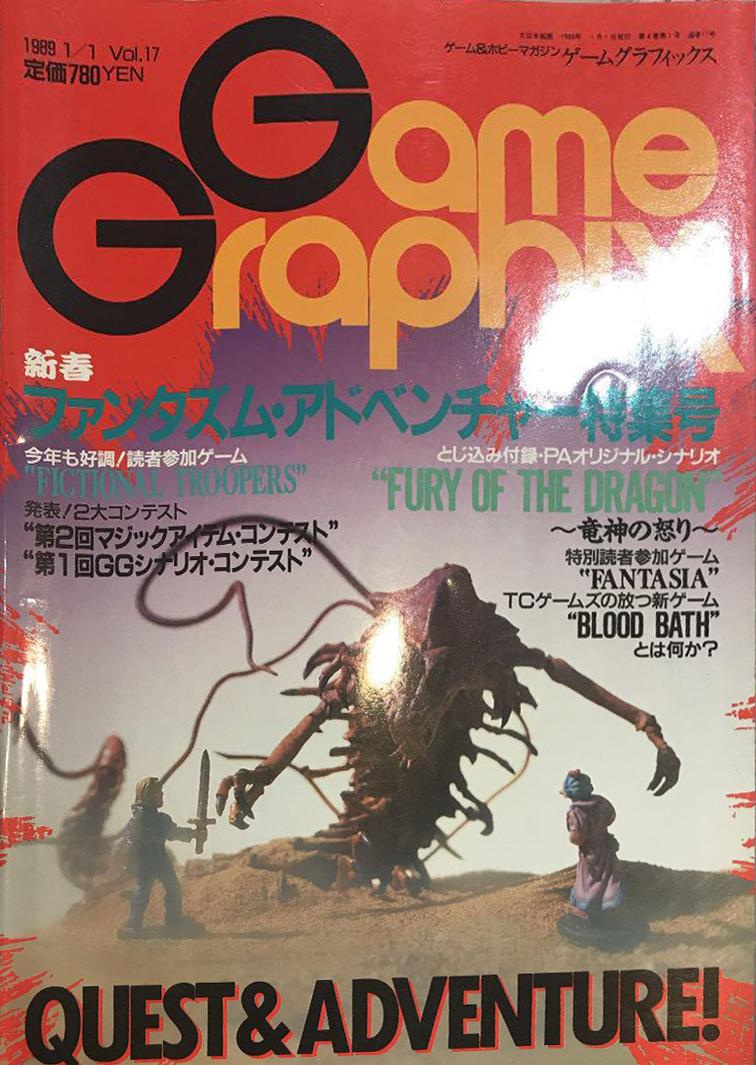 1989 1/1 Vol.17
定価780YEN
ゲーム&ホビーマガジン ゲームグラフィックス
Game
Graphix
新春
ファンタズム・アドベンチャー特集号
今年も好調!読者参加ゲーム
"FICTIONAL TROOPERS"
発表!2大コンテスト
"第2回マジックアイテム・コンテスト"
"第1回GGシナリオ・コンテスト"
とじ込み付録・PAオリジナル・シナリオ
"FURY OF THE DRAGON"
〜竜神の怒り〜
特別読者参加ゲーム
"FANTASIA"
TCゲームズの放つ新ゲーム
"BLOOD BATH"
とは何か?
QUEST & ADVENTURE!